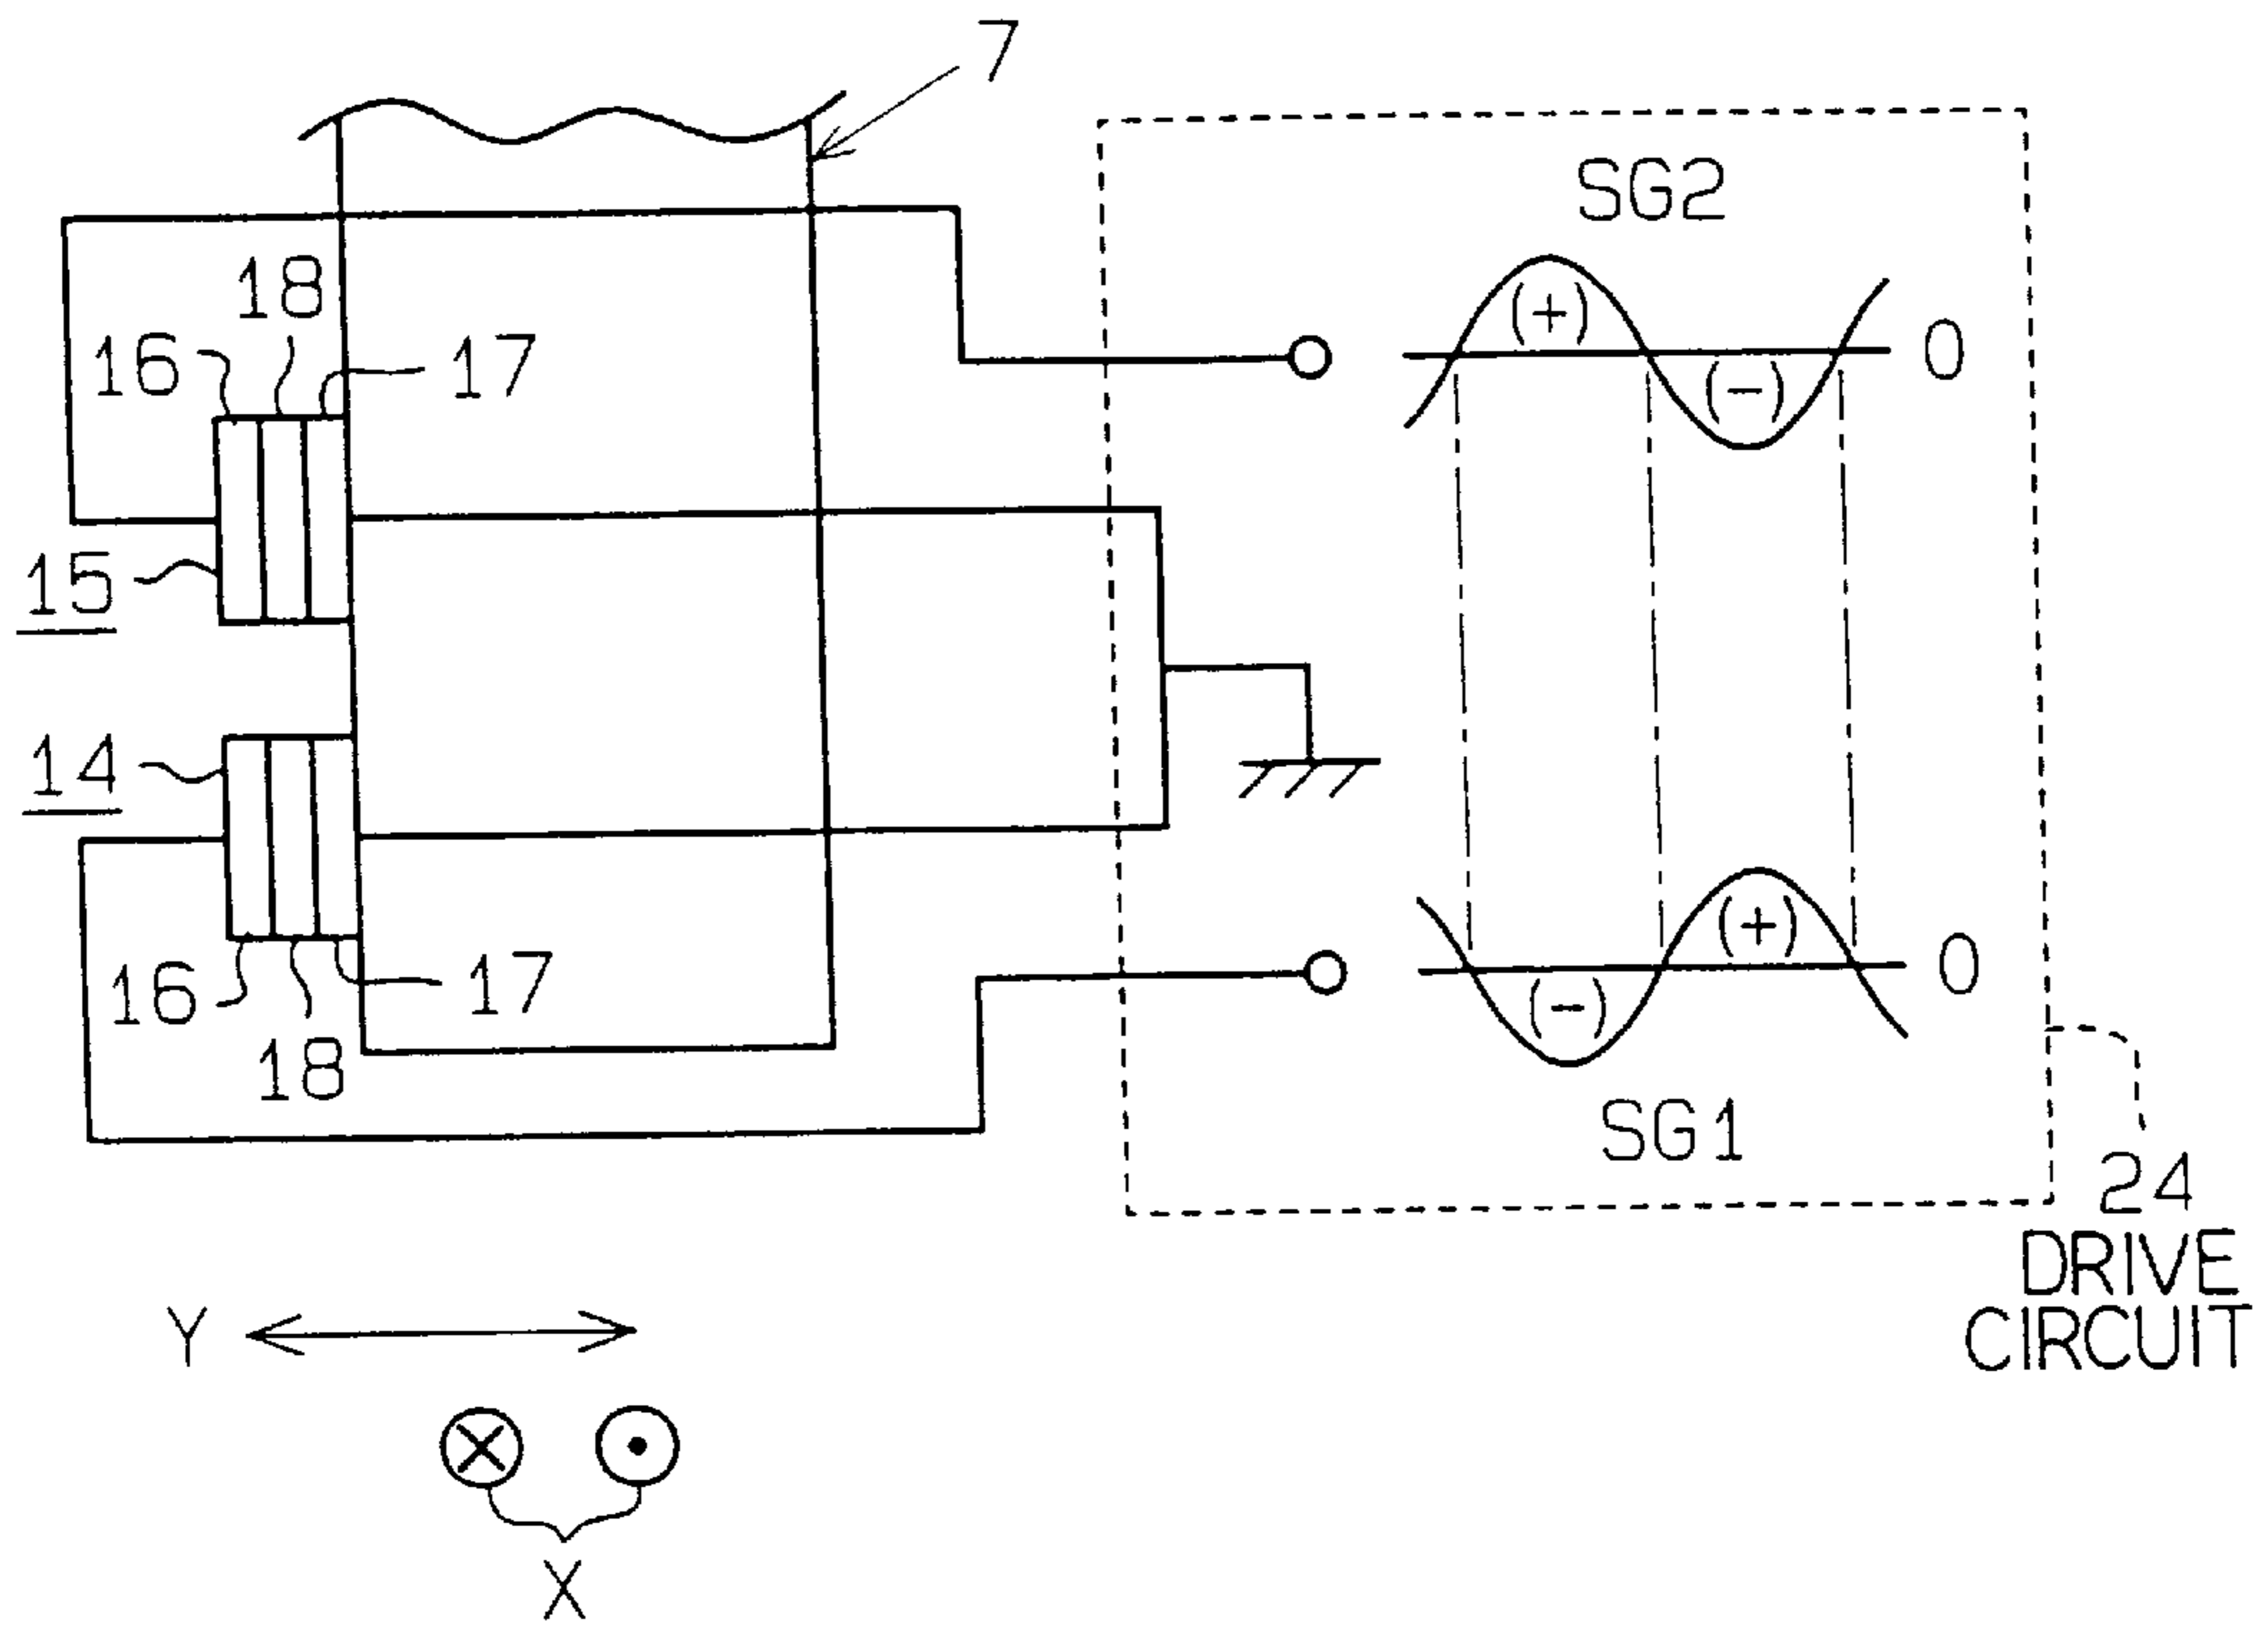 7
SG2
(+)
(-)
0
18
16
17
15
14
16
18
17
(-)
(+)
0
SG1
24
DRIVE
CIRCUIT
Y
X